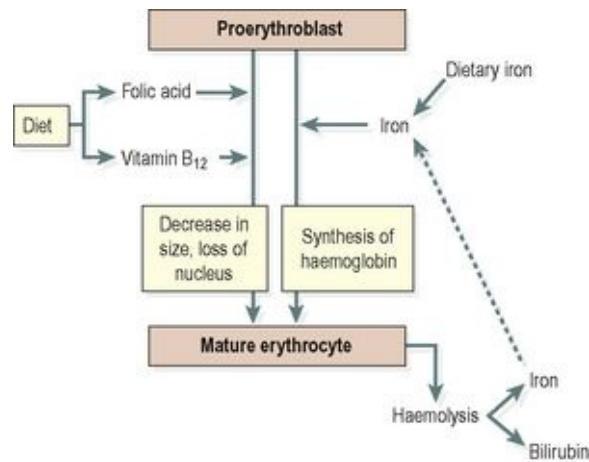 Proerythroblast
Dietary iron
Folic acid
Diet
Iron
Vitamin B12
Decrease in
size, loss of
nucleus
Synthesis of
haemoglobin
Mature erythrocyte
Iron
Haemolysis
Bilirubin